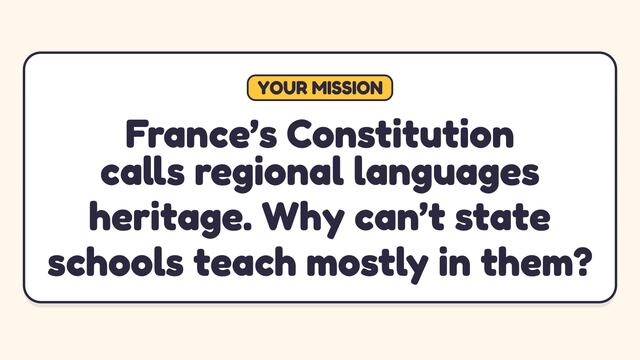 YOUR MISSION
France’s Constitution
calls regional languages
heritage. Why can’t state
schools teach mostly in them?